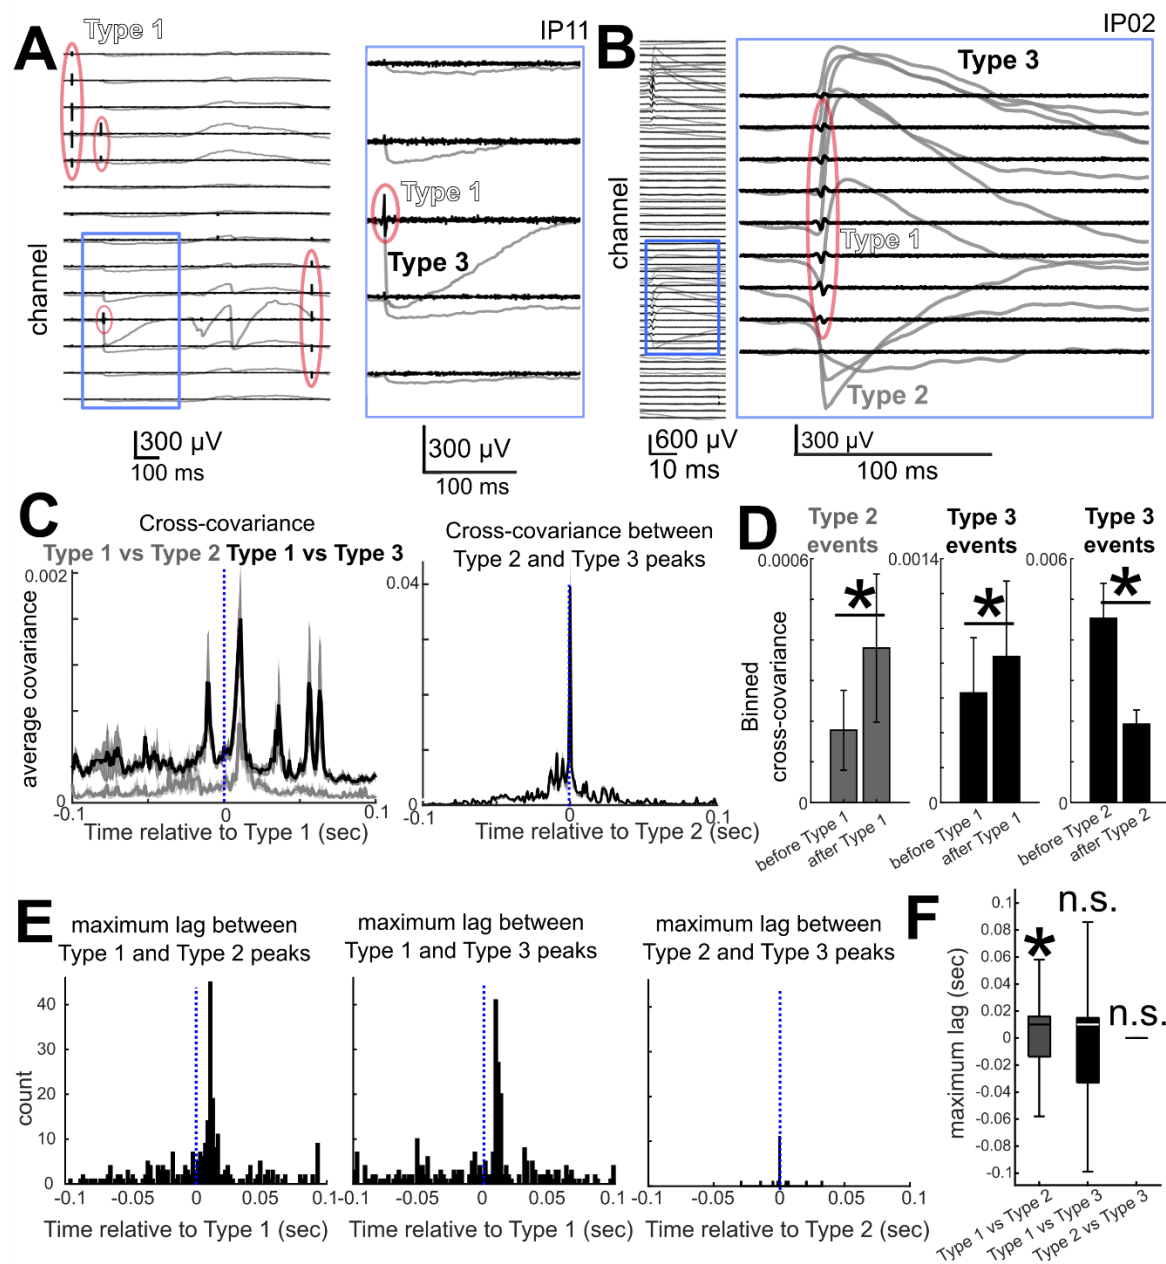 A
Type 1
IP11
channel
Type 1
Type 3
300 µV
100 ms
300 µV
100 ms
B
IP02
channel
Type 3
Type 1
Type 2
600 µV
10 ms
300 µV
100 ms
C
Cross-covariance
Type 1 vs Type 2 Type 1 vs Type 3
average covariance
0.002
0
-0.1
0
0.1
Time relative to Type 1 (sec)
Cross-covariance between
Type 2 and Type 3 peaks
0.04
0
-0.1
0
0.1
Time relative to Type 2 (sec)
D
Type 2
events
Binned
cross-covariance
0.0006
*
0
before Type 1
after Type 1
Type 3
events
0.0014
*
0
before Type 1
after Type 1
Type 3
events
0.006
*
0
before Type 2
after Type 2
E
maximum lag between
Type 1 and Type 2 peaks
count
40
30
20
10
0
-0.1
0
0.05
0.1
Time relative to Type 1 (sec)
maximum lag between
Type 1 and Type 3 peaks
-0.1
-0.05
0
0.05
0.1
Time relative to Type 1 (sec)
maximum lag between
Type 2 and Type 3 peaks
-0.1
-0.05
0
0.05
0.1
Time relative to Type 2 (sec)
F
maximum lag (sec)
0.1
0.08
0.06
0.04
0.02
0
-0.02
-0.04
-0.06
-0.08
-0.1
*
n.s.
n.s.
Type 1 vs Type 2
Type 1 vs Type 3
Type 2 vs Type 3